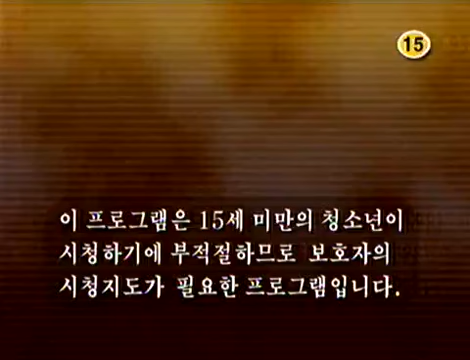 15
이 프로그램은 15세 미만의 청소년이
시청하기에 부적절하므로 보호자의
시청지도가 필요한 프로그램입니다.